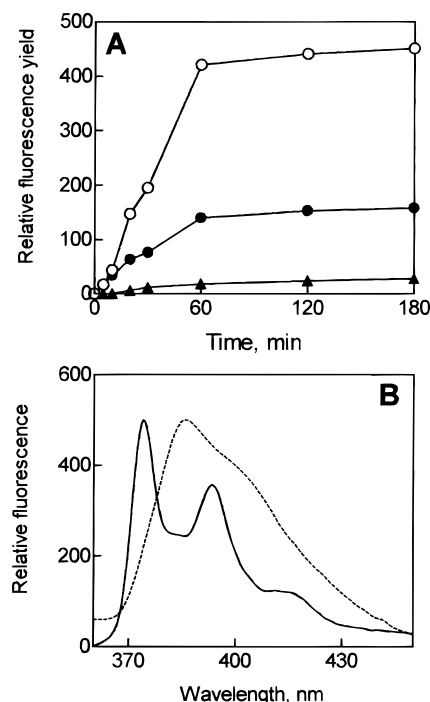 500
A
400
300
200
100
0
0 60 120 180
Relative fluorescence yield
Time, min
600
B
400
200
0
370 400 430
Relative fluorescence
Wavelength, nm